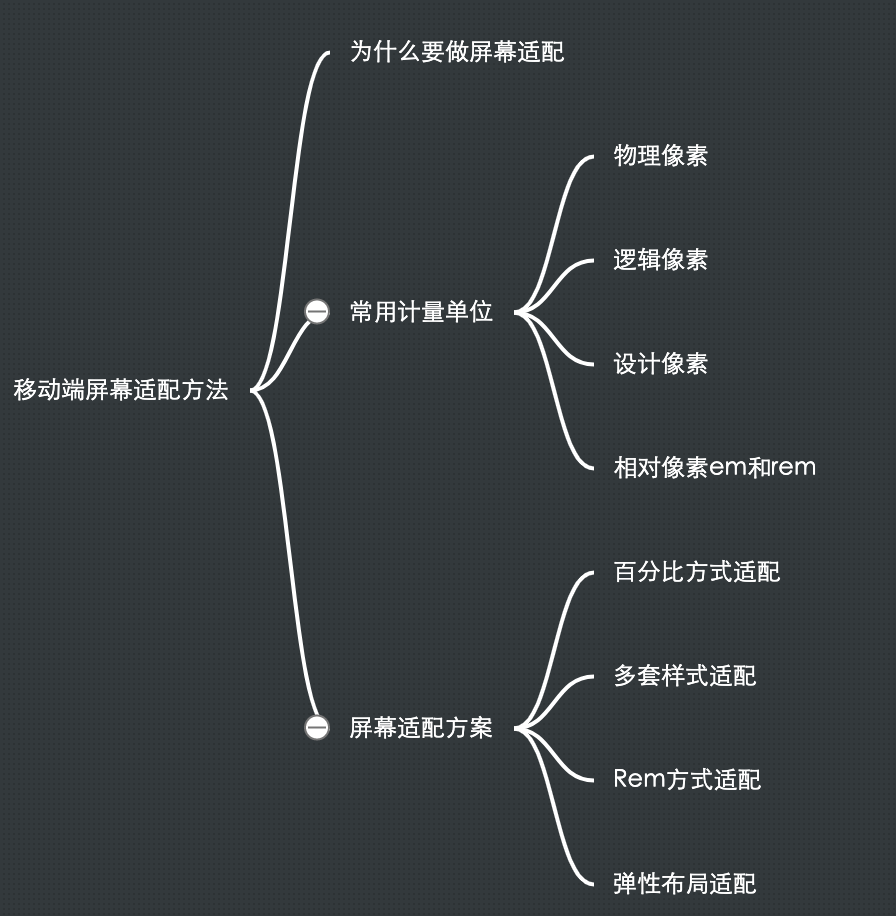 移动端屏幕适配方法
为什么要做屏幕适配
常用计量单位
物理像素
逻辑像素
设计像素
相对像素em和rem
屏幕适配方案
百分比方式适配
多套样式适配
Rem方式适配
弹性布局适配